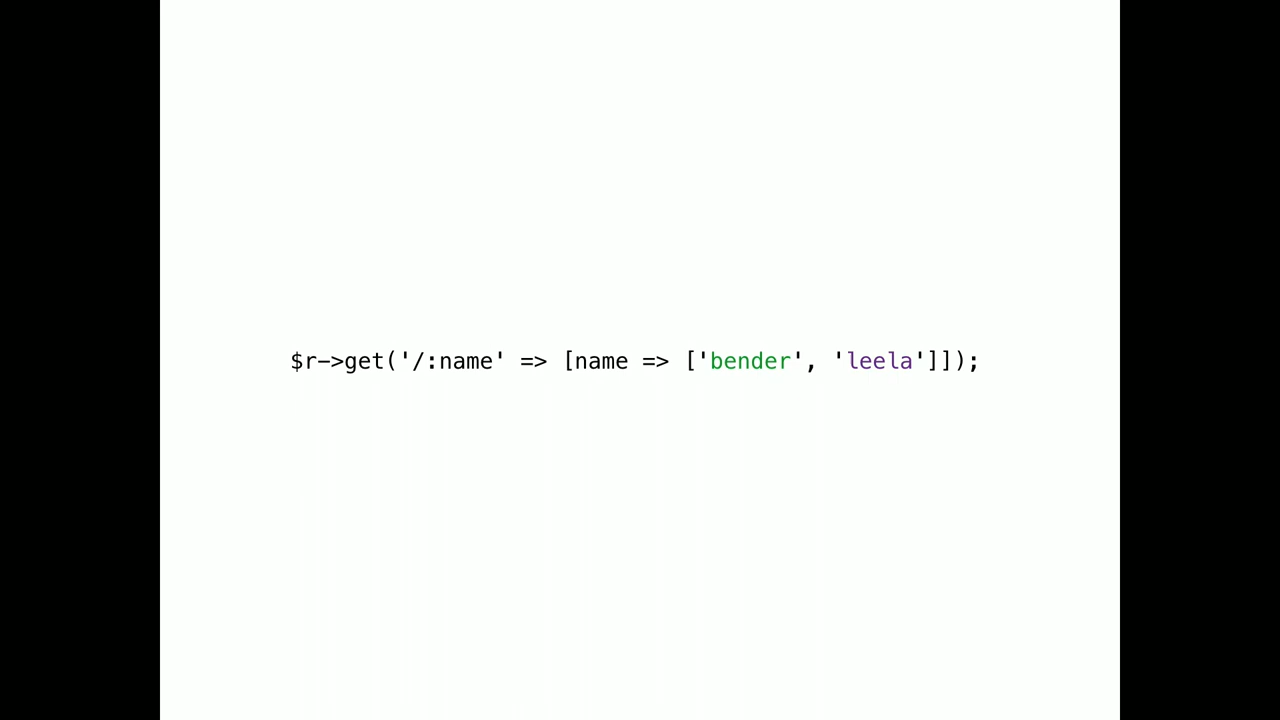 $r->get('/:name' => [name => ['bender', 'leela']]);